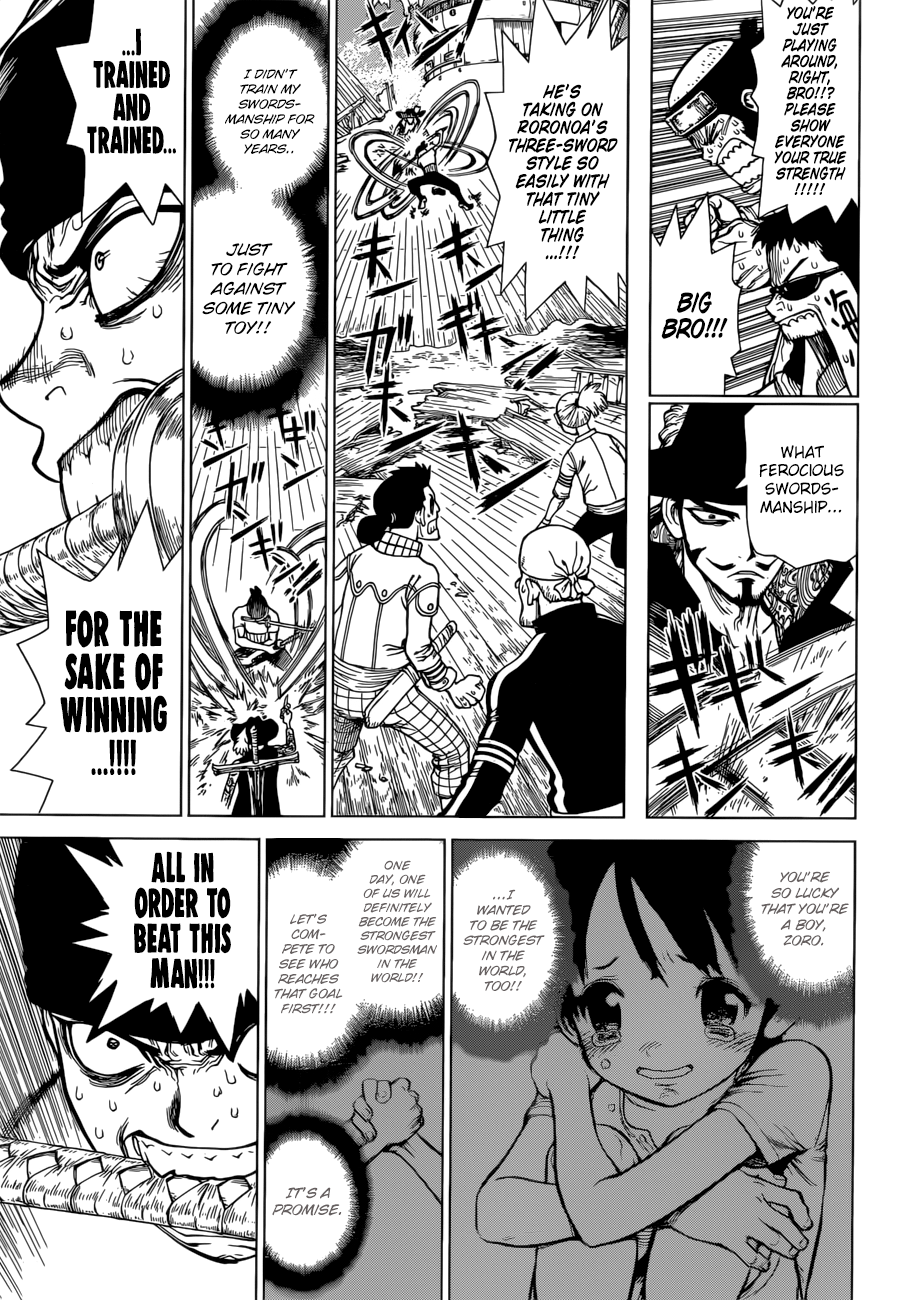 YOU'RE
JUST
PLAYING
AROUND,
RIGHT,
BRO!!?
PLEASE
SHOW
EVERYONE
YOUR TRUE
STRENGTH
!!!!!
BIG
BRO!!!
WHAT
FEROCIOUS
SWORDS-
MANSHIP...
HE'S
TAKING ON
RORONOA'S
THREE-SWORD
STYLE SO
EASILY WITH
THAT TINY
LITTLE
THING
...!!!
I DIDN'T
TRAIN MY
SWORDS-
MANSHIP FOR
SO MANY
YEARS..
JUST
TO FIGHT
AGAINST
SOME TINY
TOY!!
...I
TRAINED
AND
TRAINED...
FOR THE
SAKE OF
WINNING
...!!!!
YOU'RE
SO LUCKY
THAT YOU'RE
A BOY,
ZORO.
...I
WANTED
TO BE THE
STRONGEST
IN THE
WORLD,
TOO!!
ONE
DAY, ONE
OF US WILL
DEFINITELY
BECOME THE
STRONGEST
SWORDSMAN
IN THE
WORLD!!
LET'S
COM-
PETE TO
SEE WHO
REACHES
THAT GOAL
FIRST!!!
IT'S A
PROMISE.
ALL IN
ORDER TO
BEAT THIS
MAN!!!